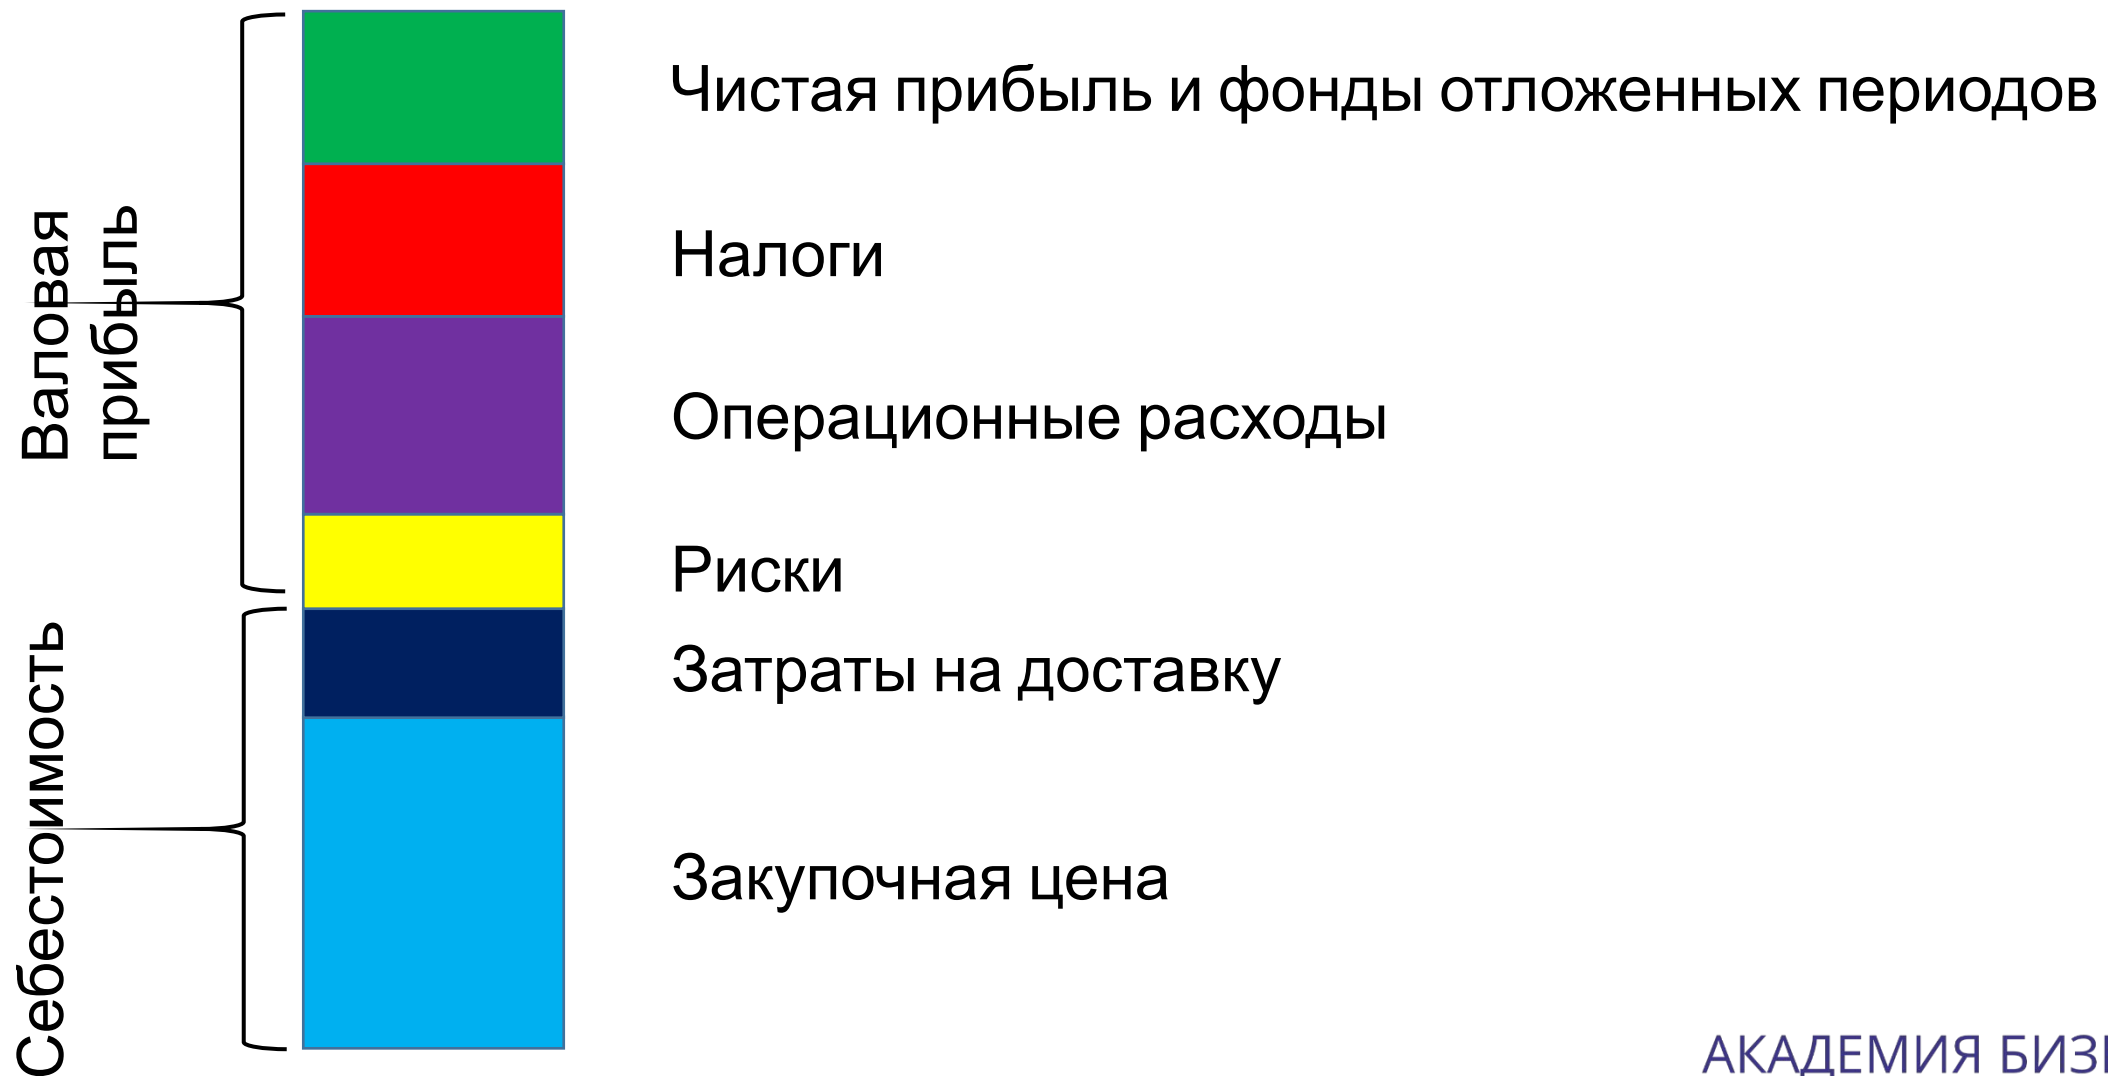 Чистая прибыль и фонды отложенных периодов
Налоги
Валовая
прибыль
Операционные расходы
Риски
Затраты на доставку
Себестоимость
Закупочная цена
АКАДЕМИЯ